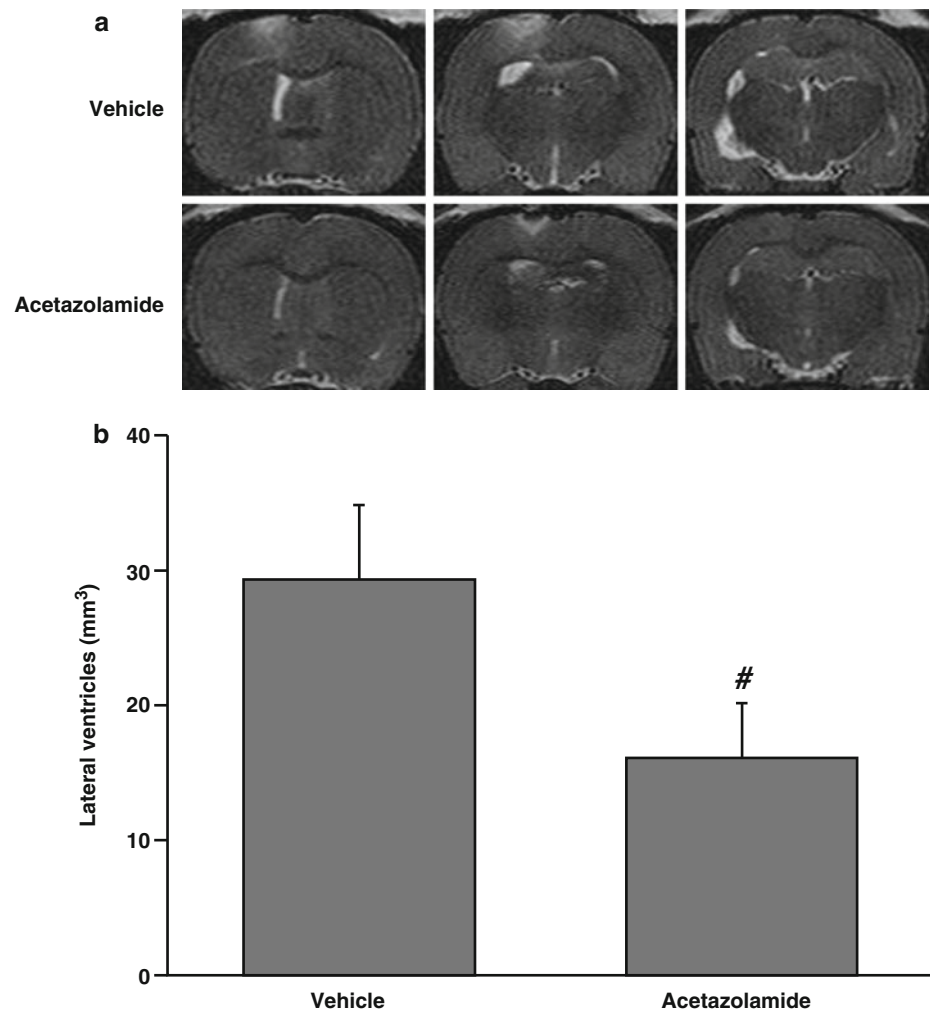 a
Vehicle
Acetazolamide
b
40
30
20
10
0
Lateral ventricles (mm³)
#
Vehicle
Acetazolamide